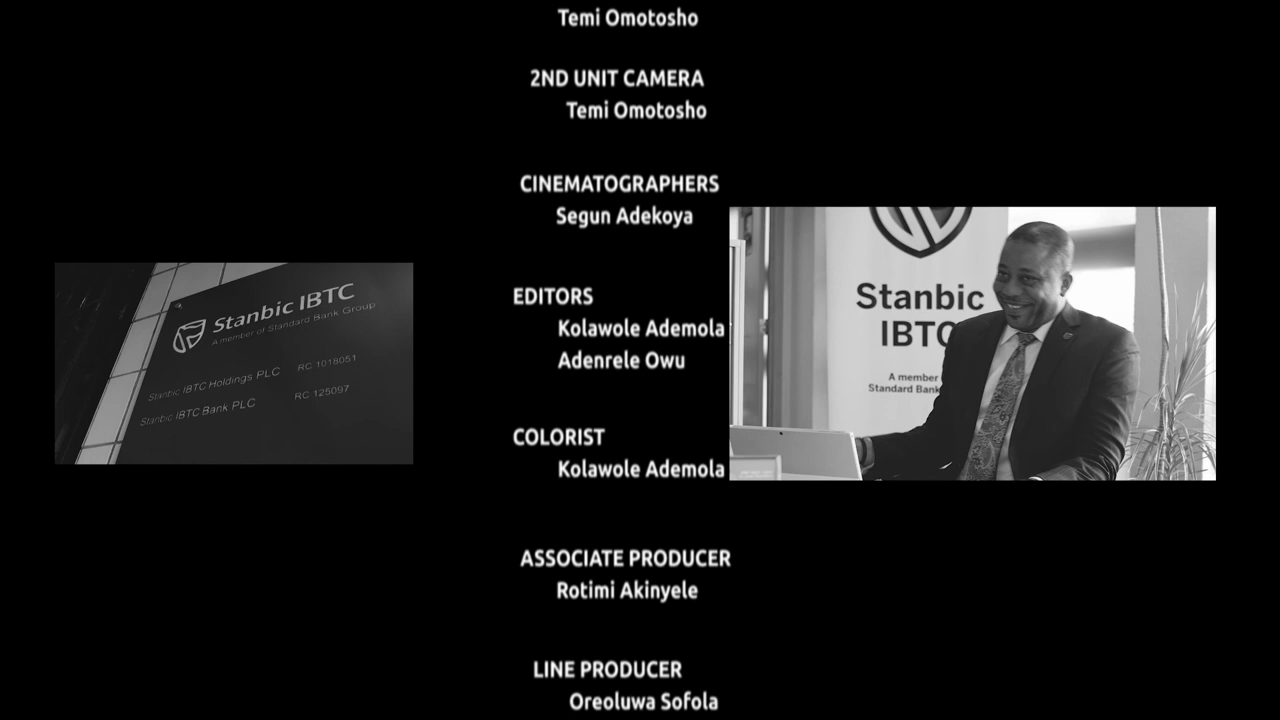 Temi Omotosho
2ND UNIT CAMERA
Temi Omotosho
CINEMATOGRAPHERS
Segun Adekoya
EDITORS
Kolawole Ademola
Adenrele Owu
COLORIST
Kolawole Ademola
ASSOCIATE PRODUCER
Rotimi Akinyele
LINE PRODUCER
Oreoluwa Sofola
Stanbic IBTC
A member of Standard Bank Group
Stanbic IBTC Holdings PLC RC 1018051
Stanbic IBTC Bank PLC RC 125097
Stanbic
IBTC
A member
Standard Bank